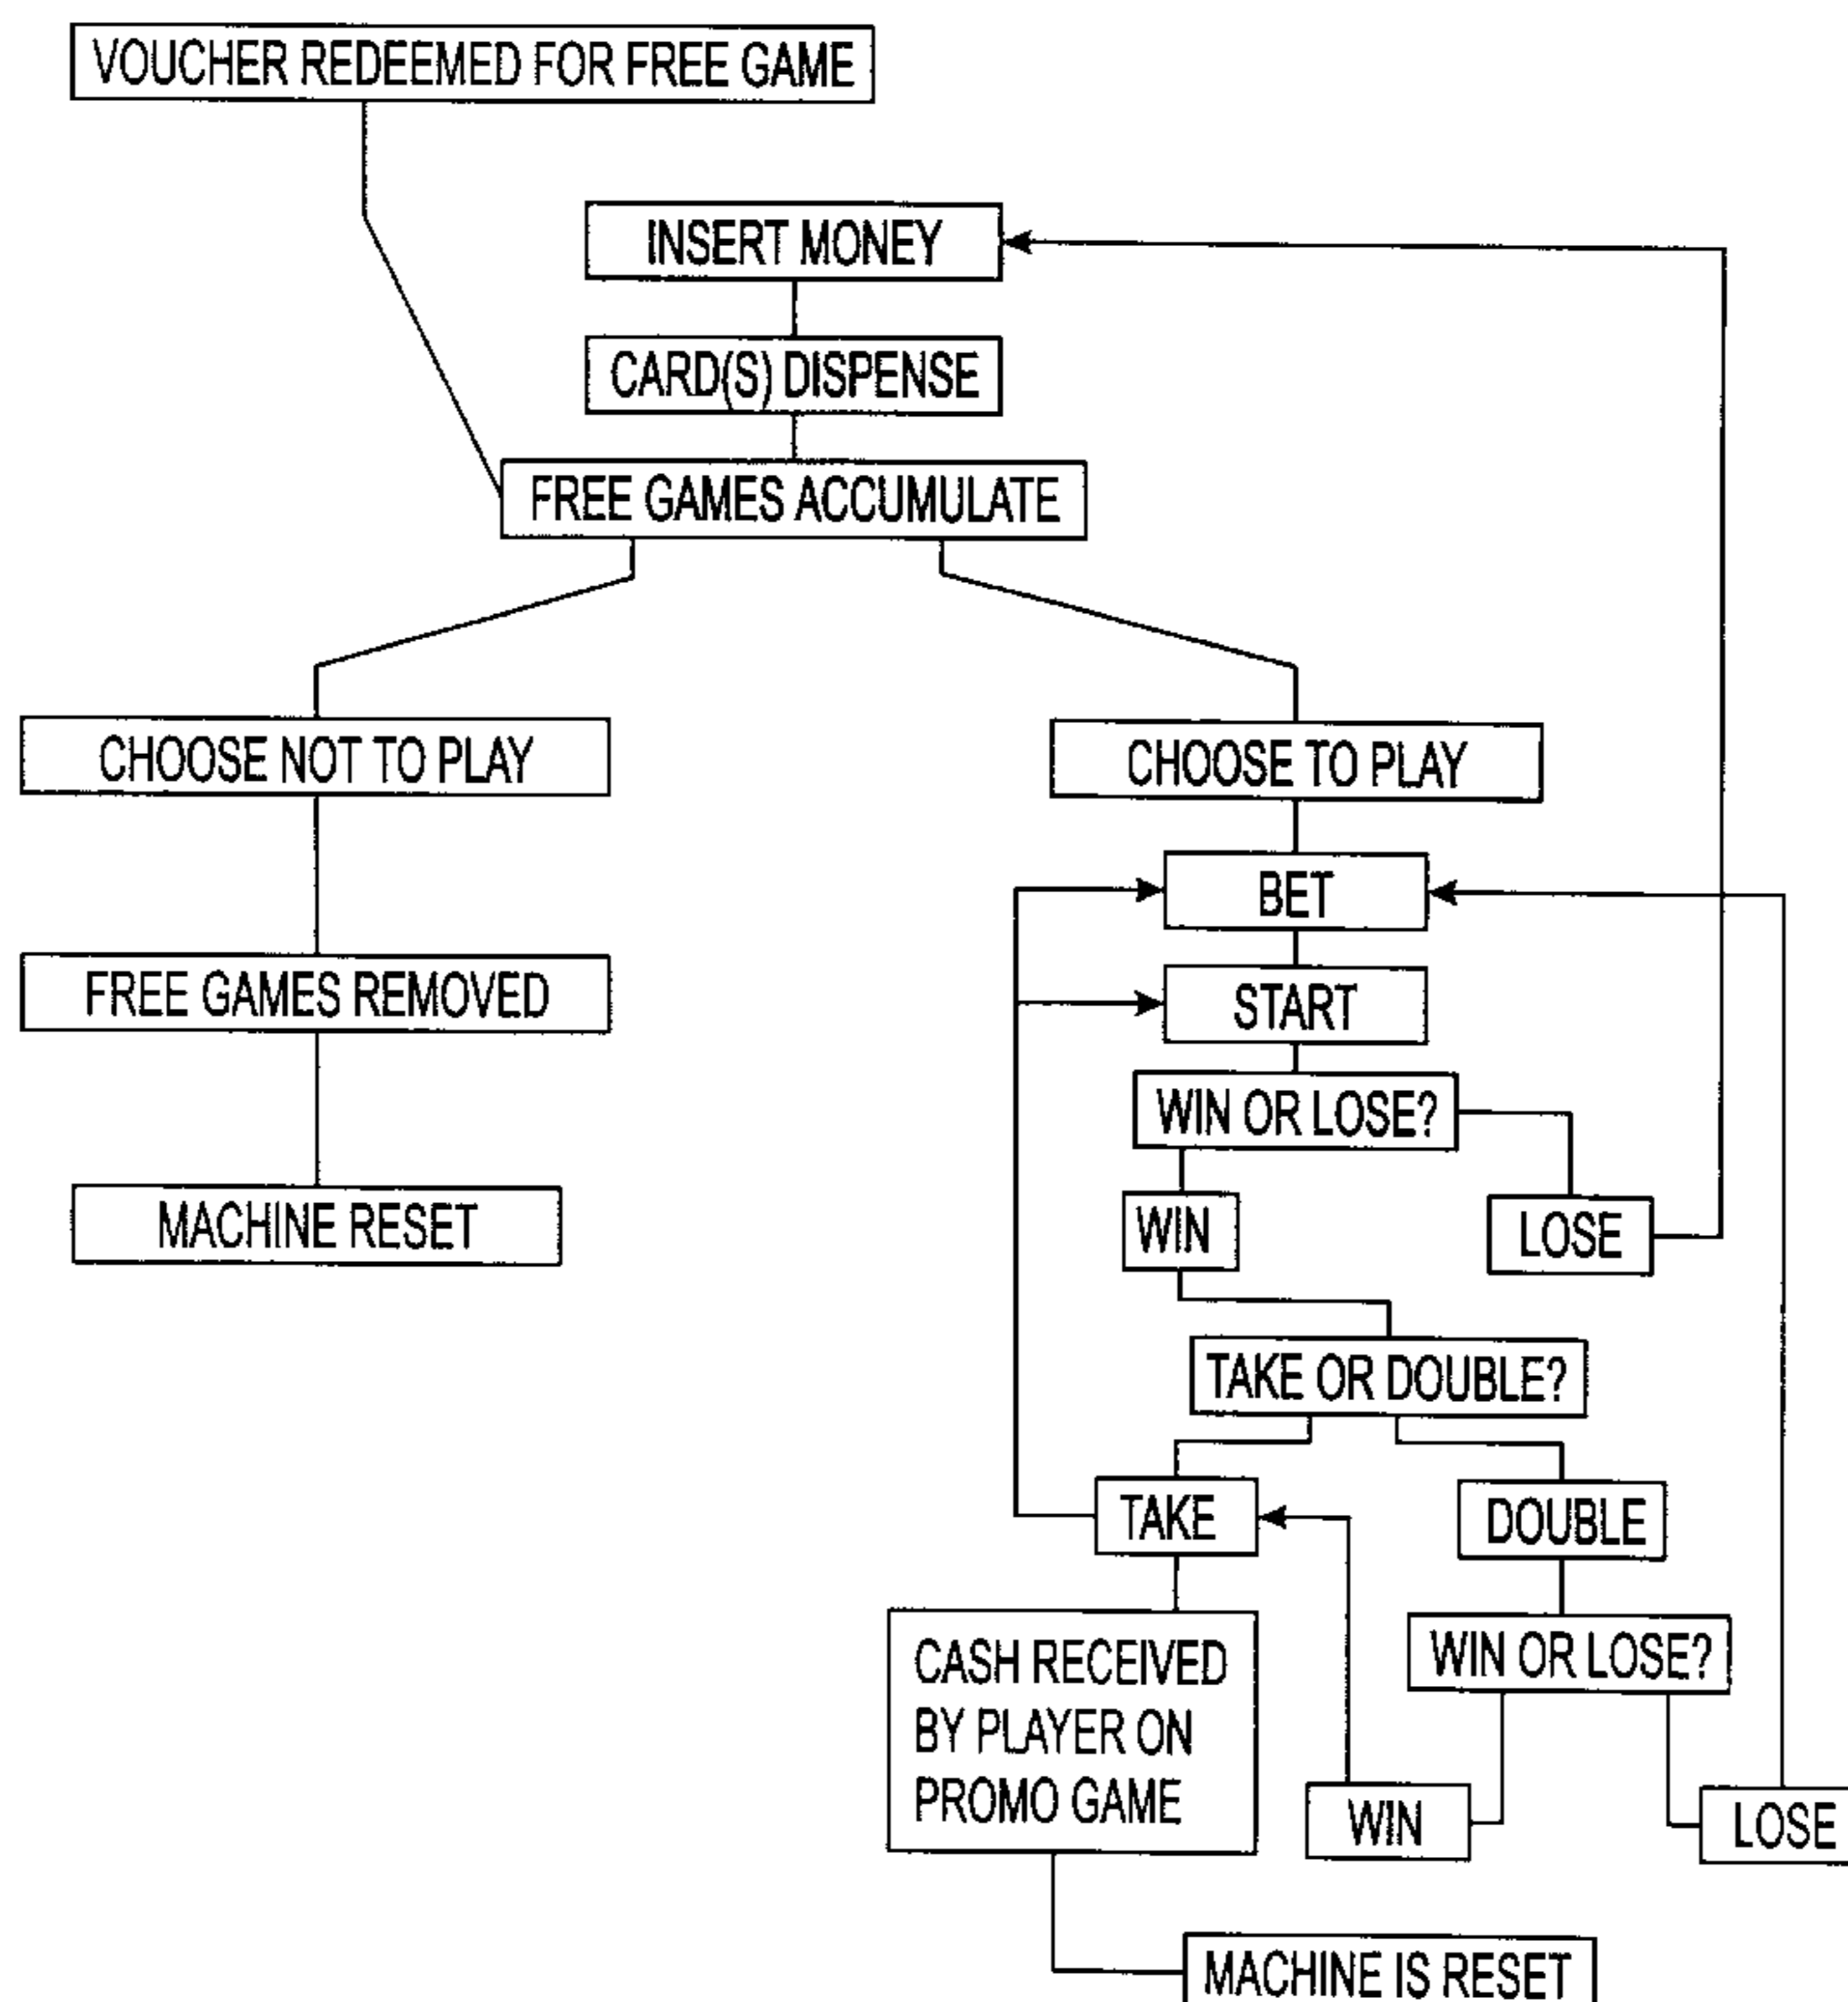 VOUCHER REDEEMED FOR FREE GAME
INSERT MONEY
CARD(S) DISPENSE
FREE GAMES ACCUMULATE
CHOOSE NOT TO PLAY
FREE GAMES REMOVED
MACHINE RESET
CHOOSE TO PLAY
BET
START
WIN OR LOSE?
WIN
LOSE
TAKE OR DOUBLE?
TAKE
DOUBLE
CASH RECEIVED
BY PLAYER ON
PROMO GAME
WIN OR LOSE?
WIN
LOSE
MACHINE IS RESET